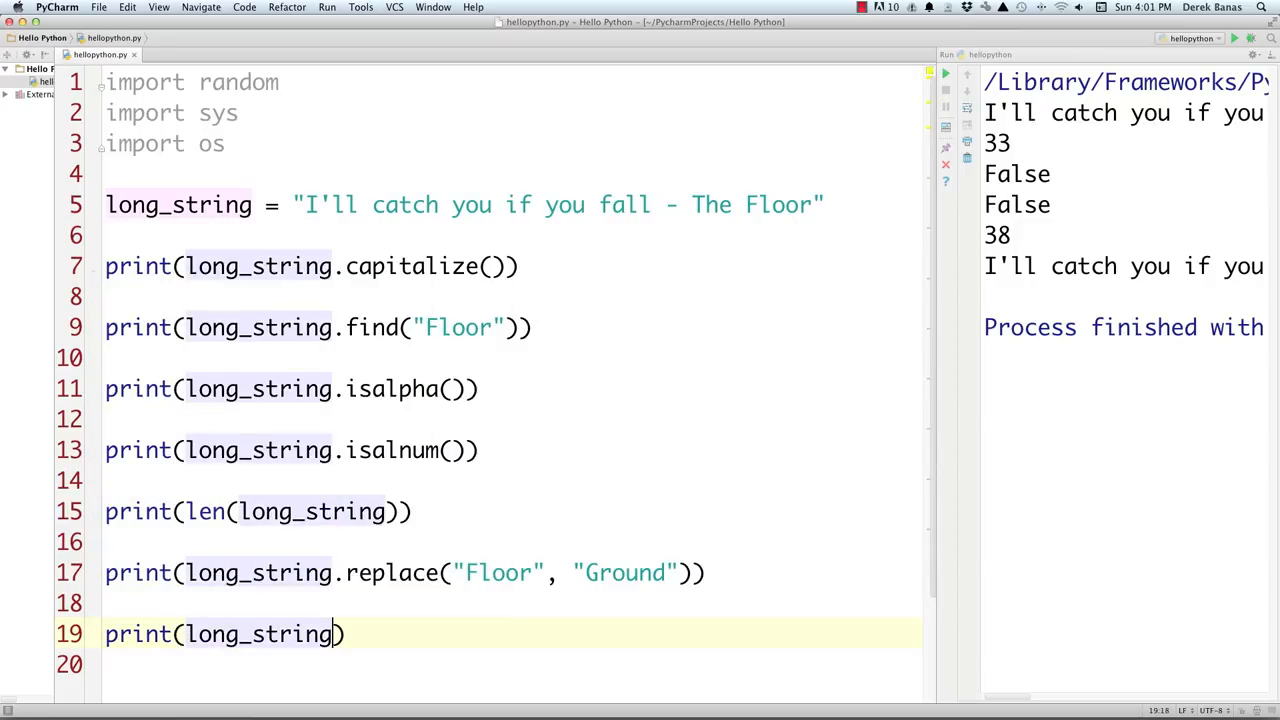 PyCharm File Edit View Navigate Code Refactor Run Tools VCS Window Help 10 Sun 4:01 PM Derek Banas
hellopython.py - Hello Python - [~/PycharmProjects/Hello Python]
Hello Python hellopython.py hellopython
hellopython.py × Run hellopython
Hello P
hell
Extern
1 import random
2 import sys
3 import os
4
5 long_string = "I'll catch you if you fall - The Floor"
6
7 print(long_string.capitalize())
8
9 print(long_string.find("Floor"))
10
11 print(long_string.isalpha())
12
13 print(long_string.isalnum())
14
15 print(len(long_string))
16
17 print(long_string.replace("Floor", "Ground"))
18
19 print(long_string)
20
/Library/Frameworks/Py
I'll catch you if you
33
False
False
38
I'll catch you if you
Process finished with
19:18 LF UTF-8